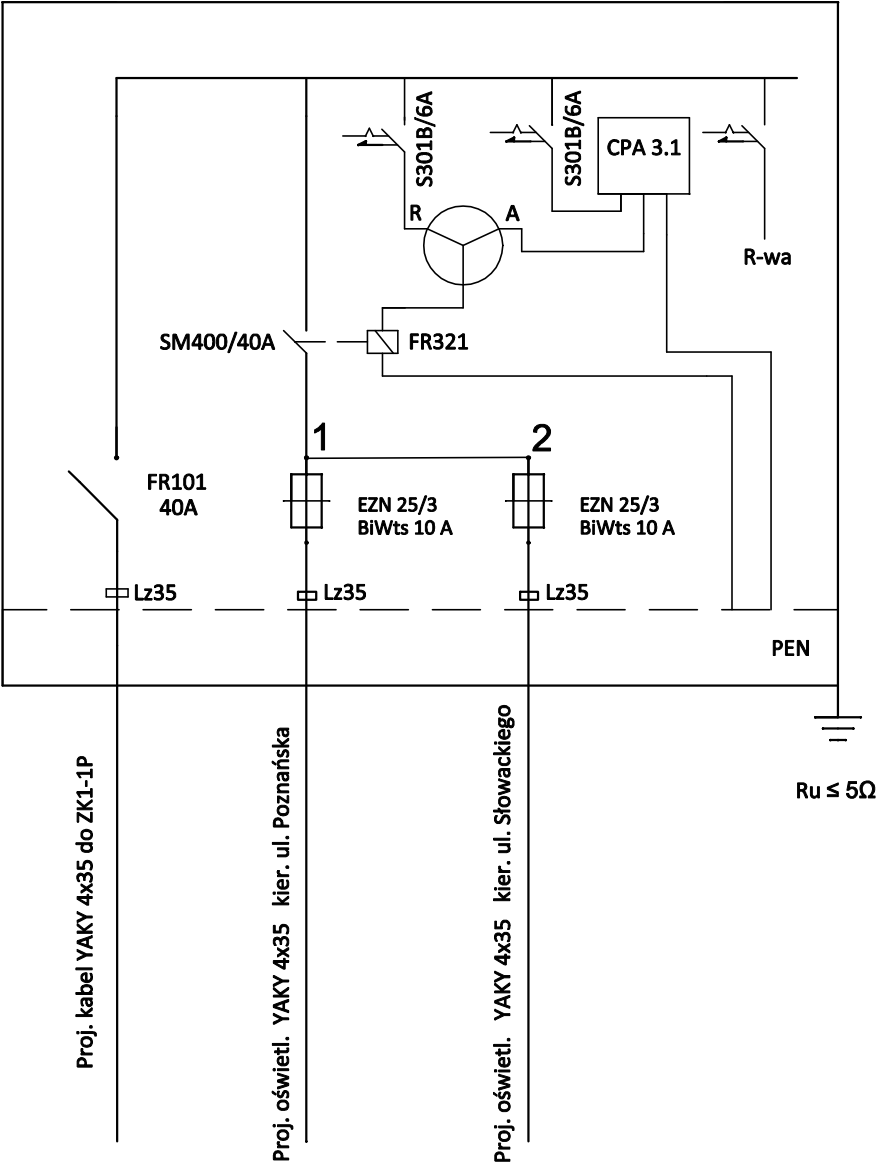 S301B/6A
S301B/6A
CPA 3.1
R
A
R-wa
SM400/40A
FR321
1
2
FR101
40A
EZN 25/3
BiWts 10 A
EZN 25/3
BiWts 10 A
Lz35
Lz35
Lz35
PEN
Ru ≤ 5Ω
Proj. kabel YAKY 4x35 do ZK1-1P
Proj. oświetl. YAKY 4x35 kier. ul. Poznańska
Proj. oświetl. YAKY 4x35 kier. ul. Słowackiego